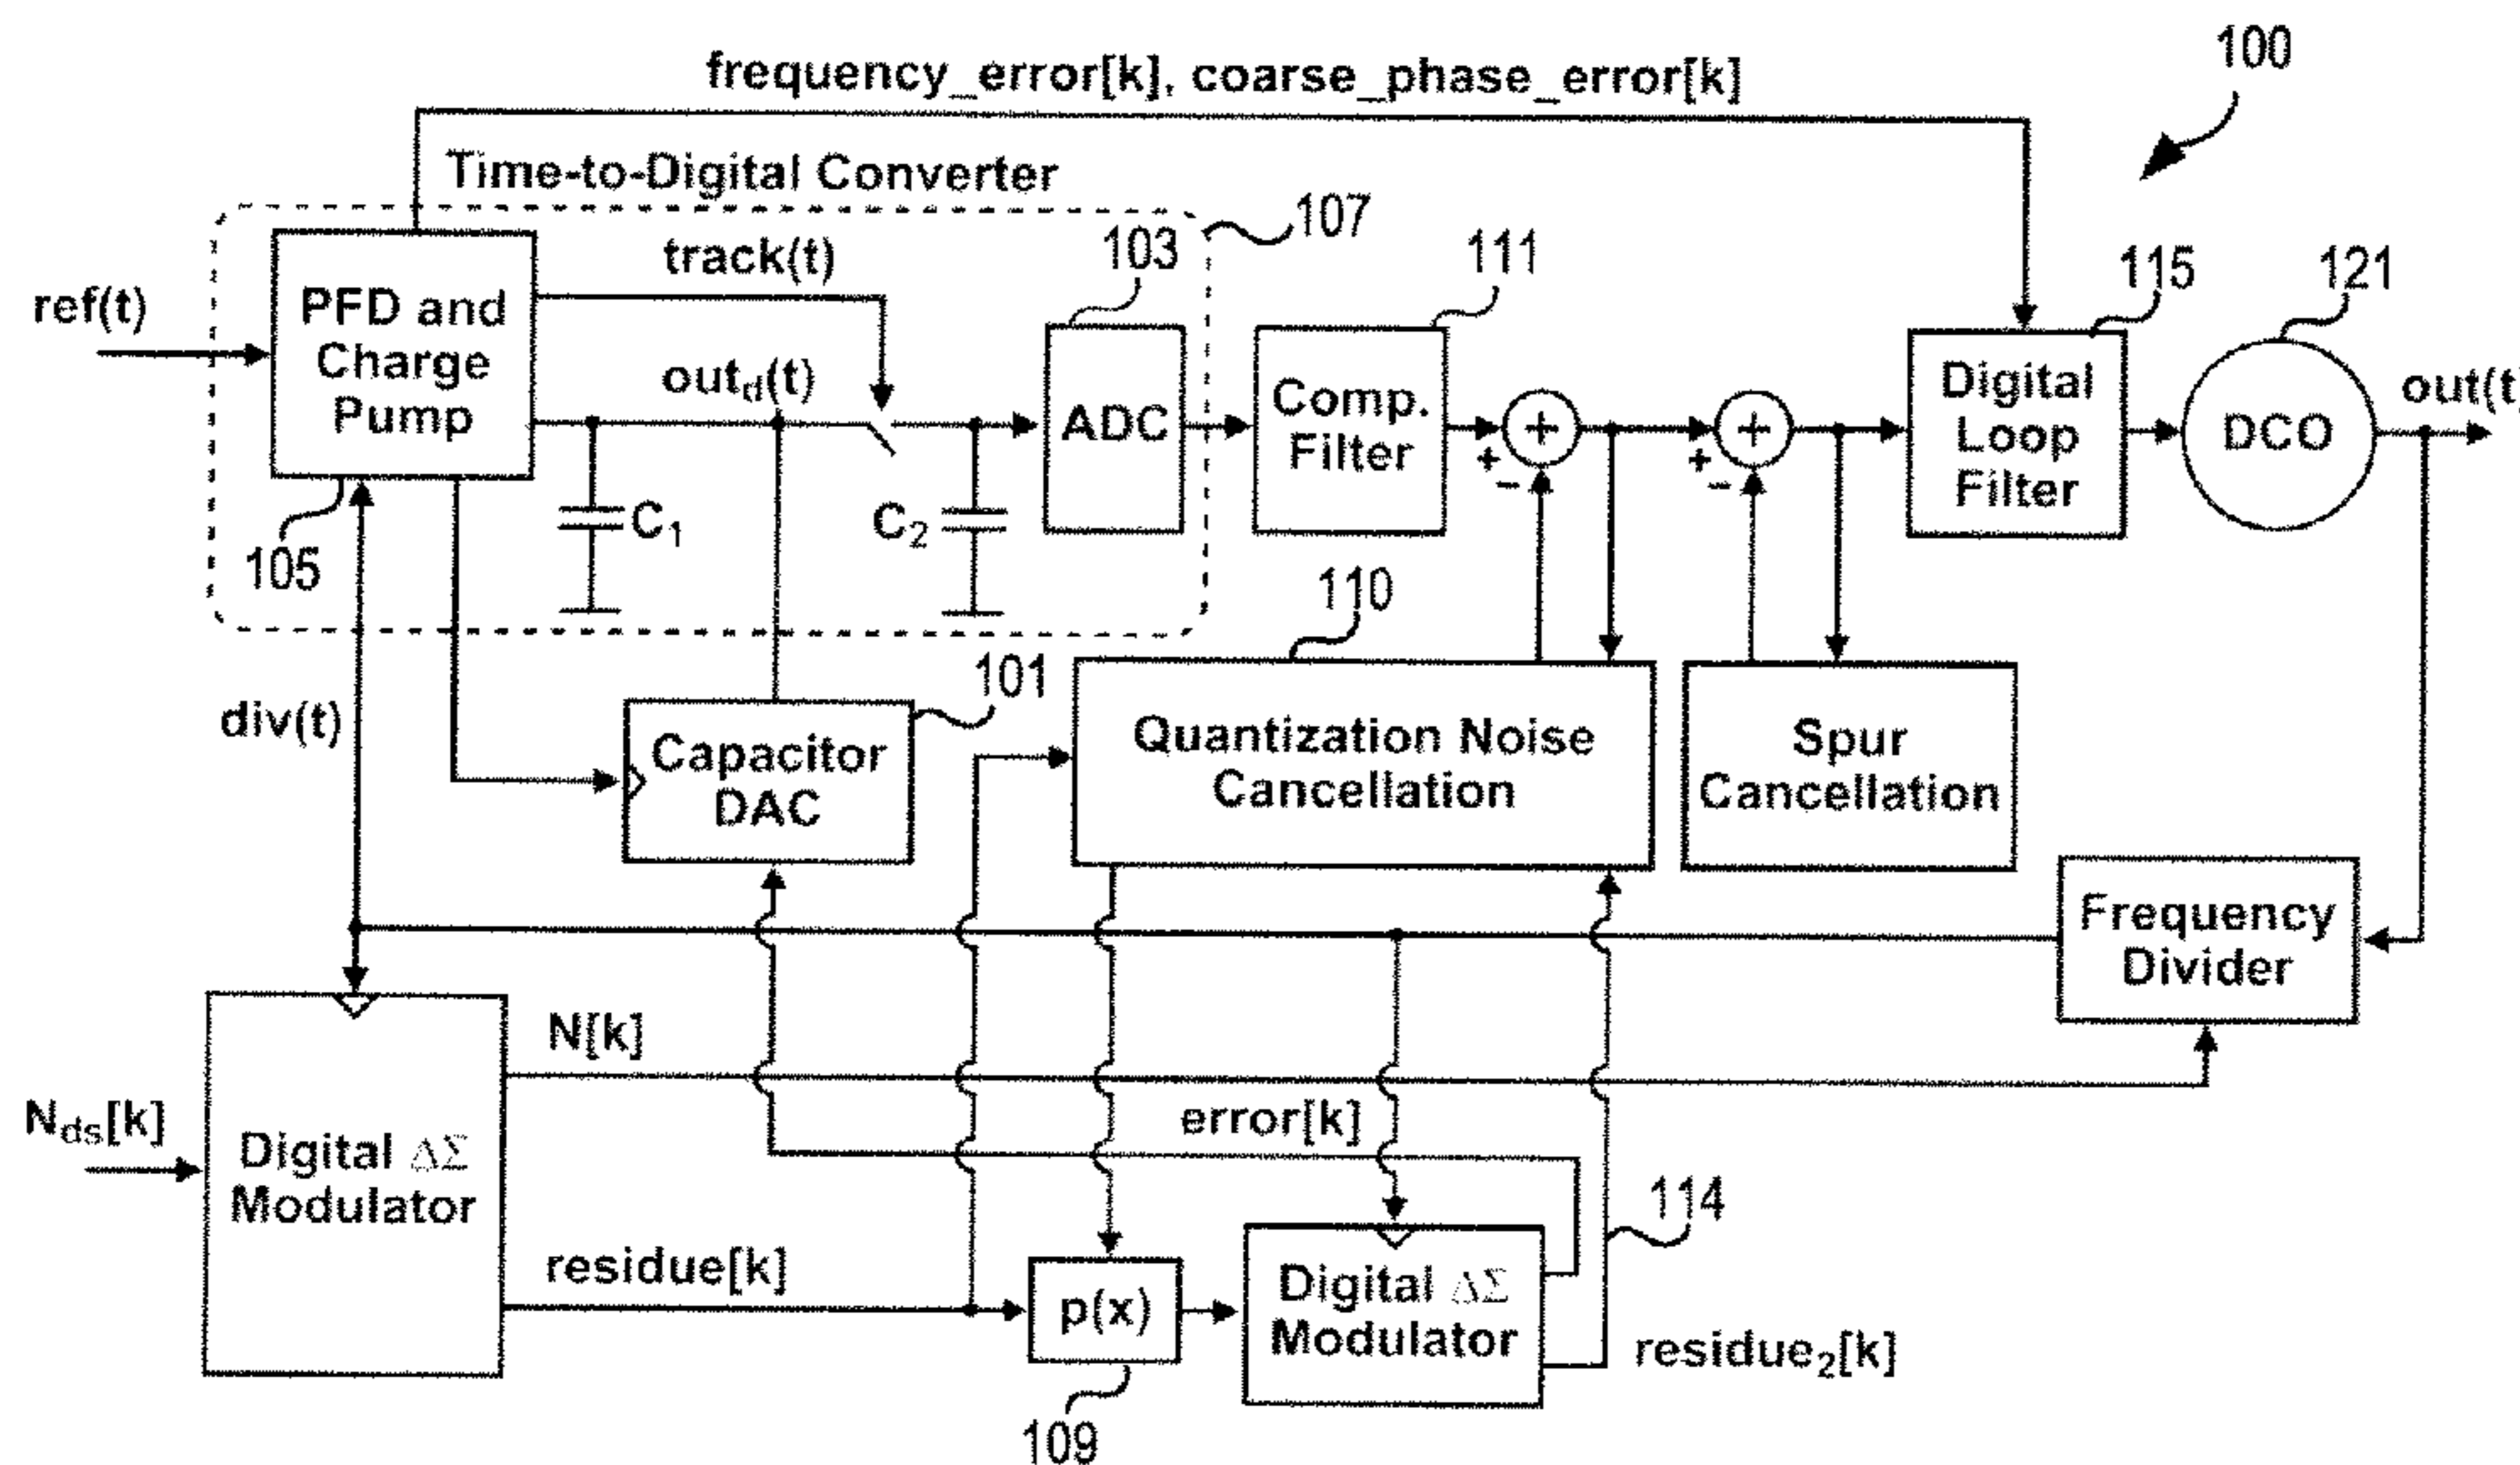 100
frequency_error[k], coarse_phase_error[k]
Time-to-Digital Converter
107
103
111
115
121
track(t)
ref(t)
PFD and
Charge
Pump
out_d(t)
ADC
Comp.
Filter
+
+
-
+
+
-
Digital
Loop
Filter
DCO
out(t)
C₁
C₂
105
110
101
div(t)
Capacitor
DAC
Quantization Noise
Cancellation
Spur
Cancellation
Frequency
Divider
N[k]
N_ds[k]
error[k]
Digital ΔΣ
Modulator
114
residue[k]
p(x)
Digital ΔΣ
Modulator
residue₂[k]
109